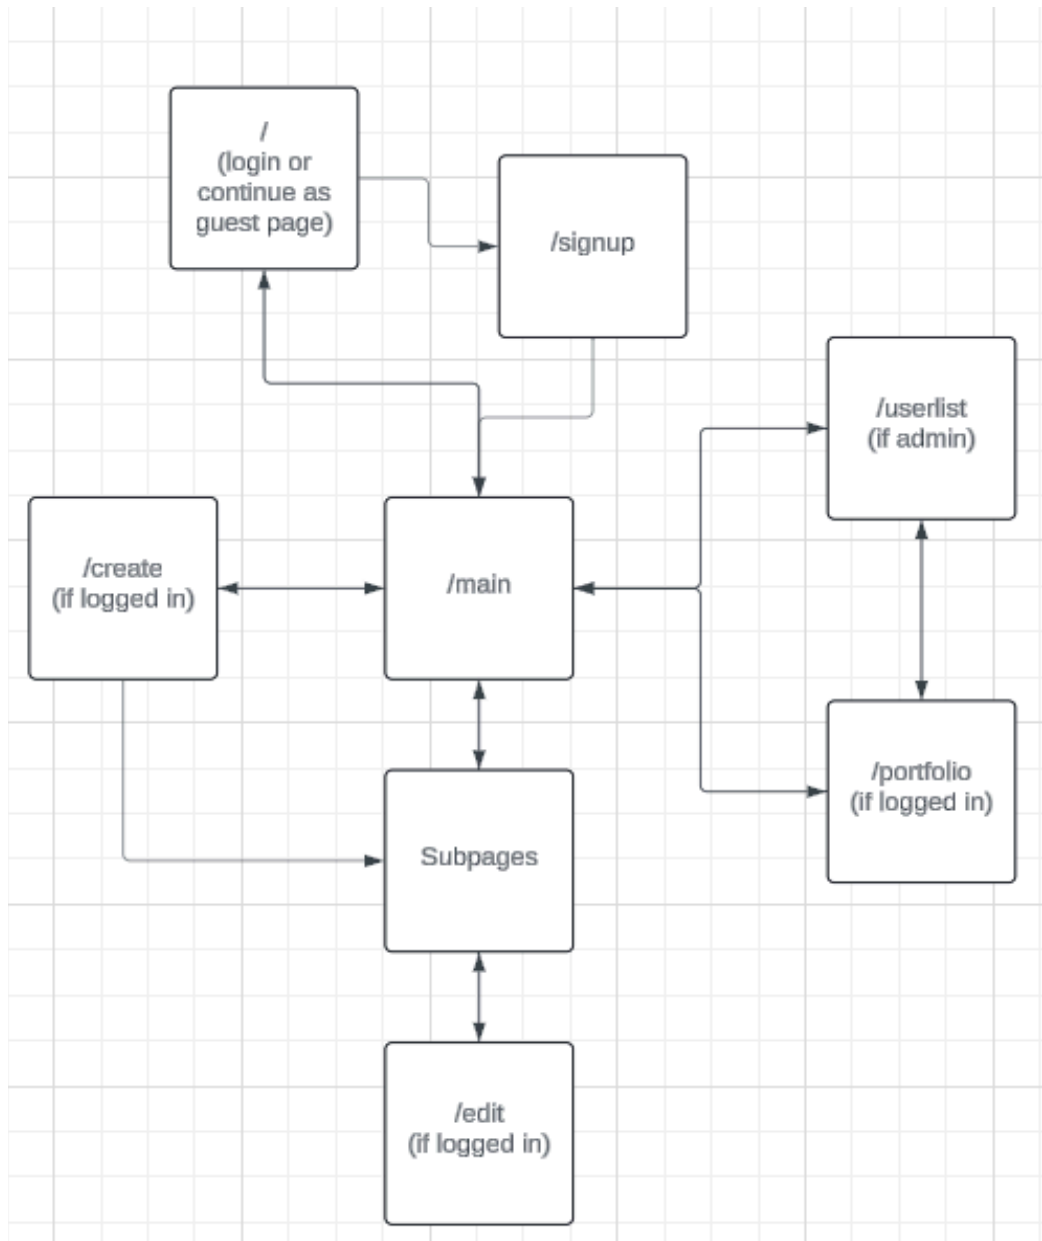 /
(login or
continue as
guest page)
/signup
/userlist
(if admin)
/create
(if logged in)
/main
/portfolio
(if logged in)
Subpages
/edit
(if logged in)